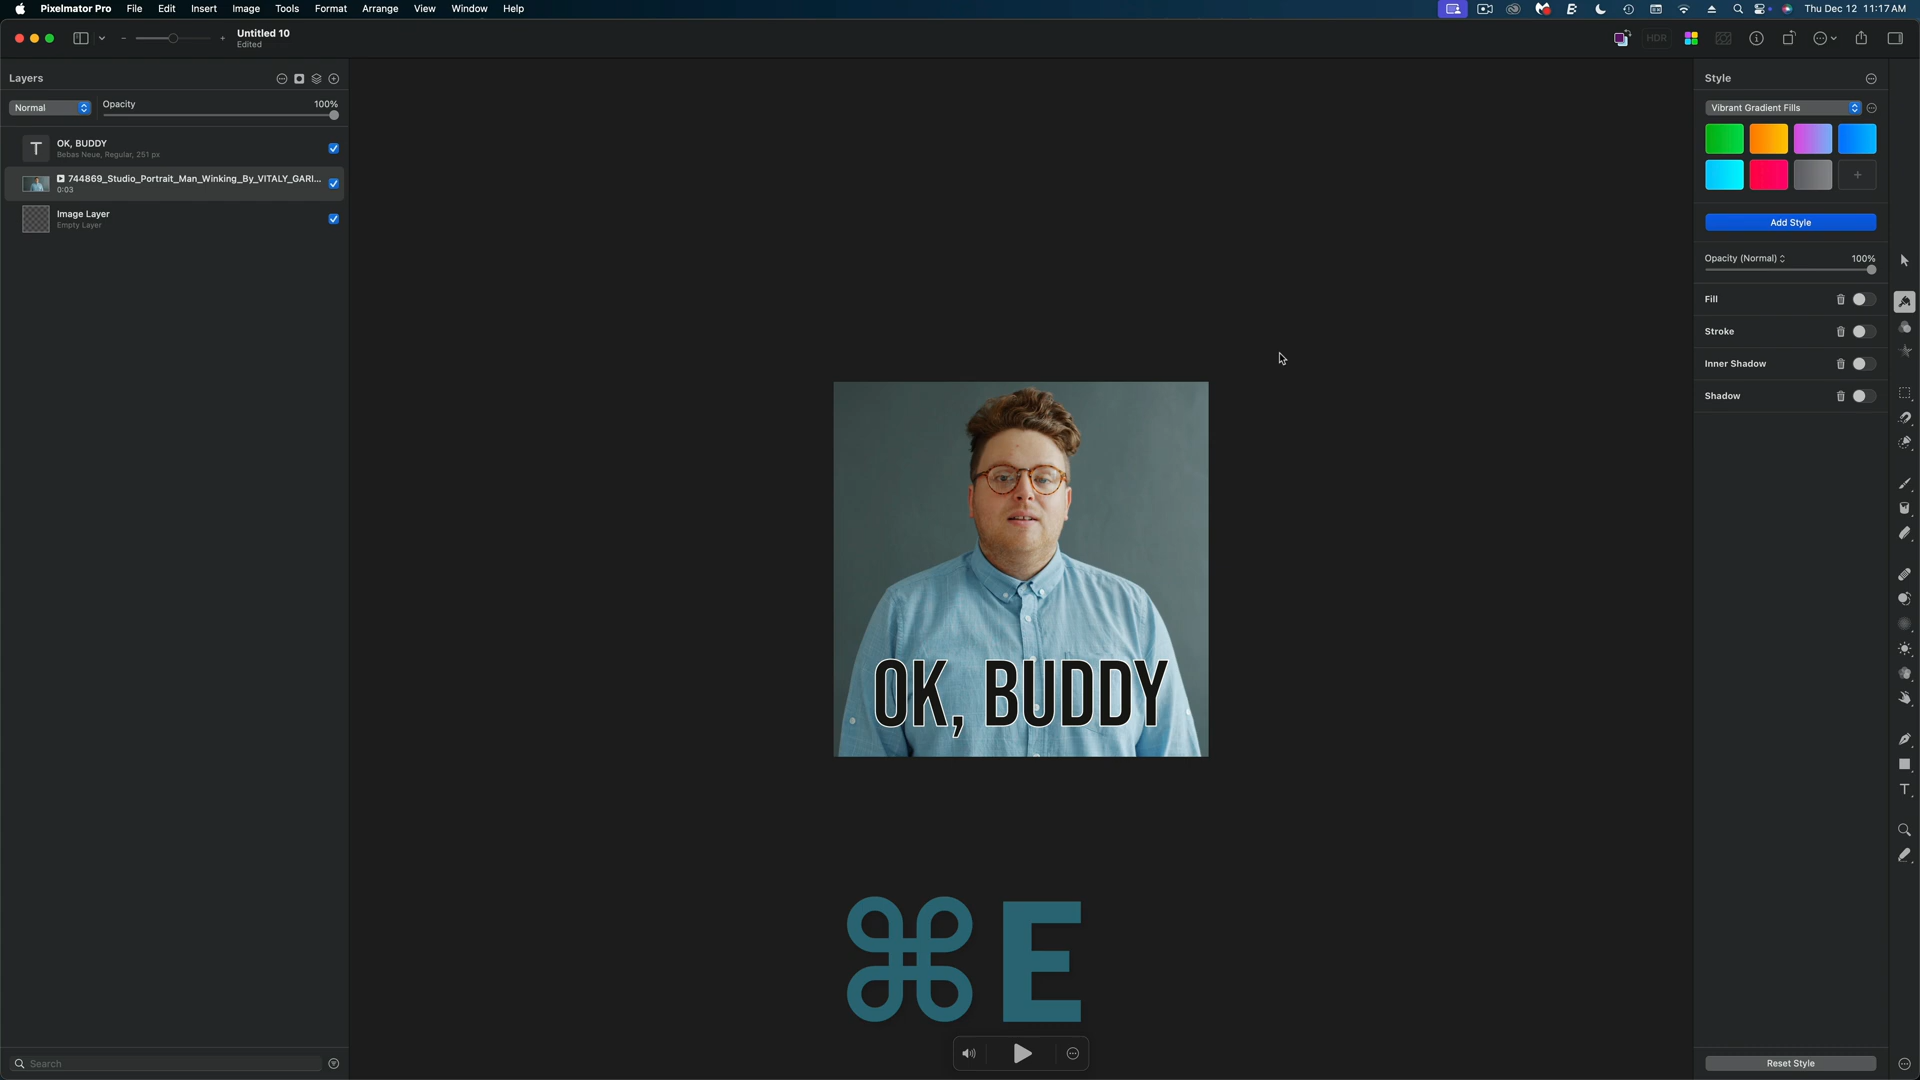 Pixelmator Pro File Edit Insert Image Tools Format Arrange View Window Help
Thu Dec 12 11:17 AM
Untitled 10
Edited
HDR
Layers
Normal
Opacity
100%
OK, BUDDY
Bebas Neue, Regular, 251 px
744869_Studio_Portrait_Man_Winking_By_VITALY_GARI...
0:03
Image Layer
Empty Layer
OK, BUDDY
⌘ E
Search
Style
Vibrant Gradient Fills
Add Style
Opacity (Normal)
100%
Fill
Stroke
Inner Shadow
Shadow
Reset Style